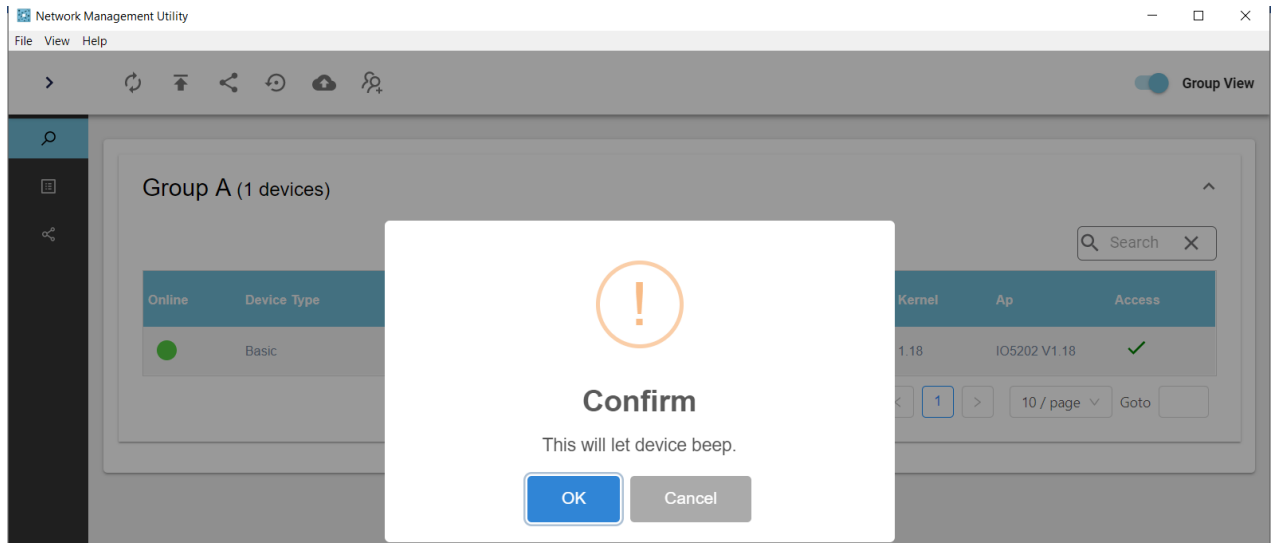 Network Management Utility
File View Help
Group View
Group A (1 devices)
Search
Online Device Type Kernel Ap Access
Basic 1.18 IO5202 V1.18
1 10 / page Goto
!
Confirm
This will let device beep.
OK Cancel